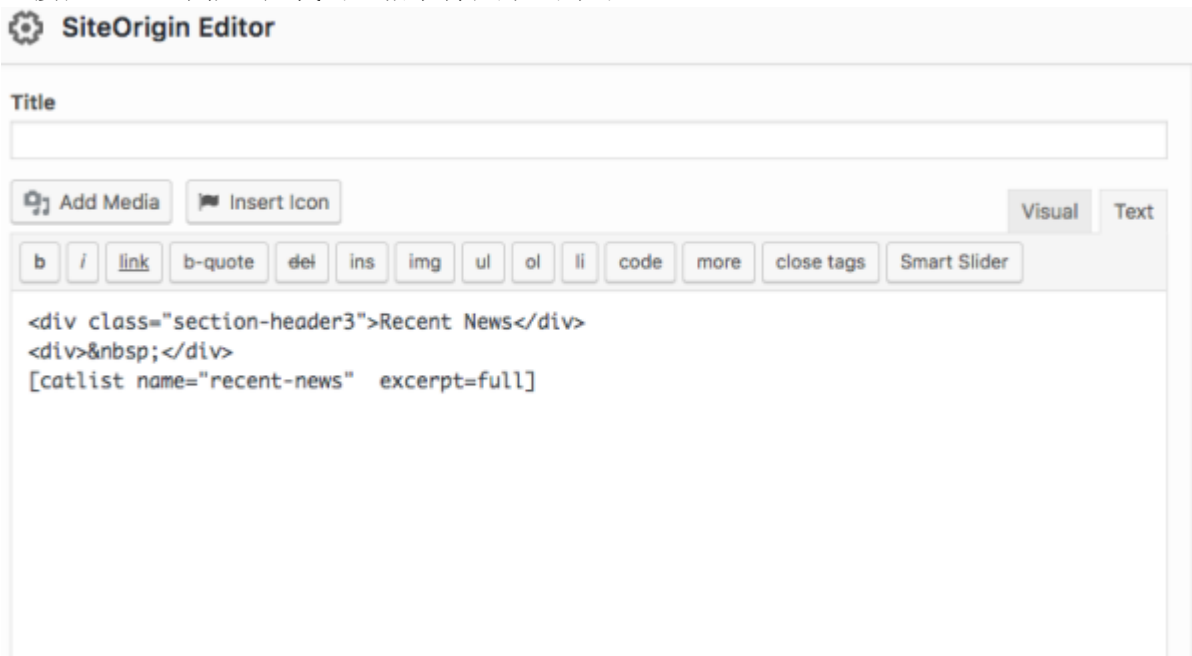 SiteOrigin Editor
Title
Add Media Insert Icon
Visual Text
b i link b-quote del ins img ul ol li code more close tags Smart Slider
<div class="section-header3">Recent News</div>
<div>&nbsp;</div>
[catlist name="recent-news"  excerpt=full]